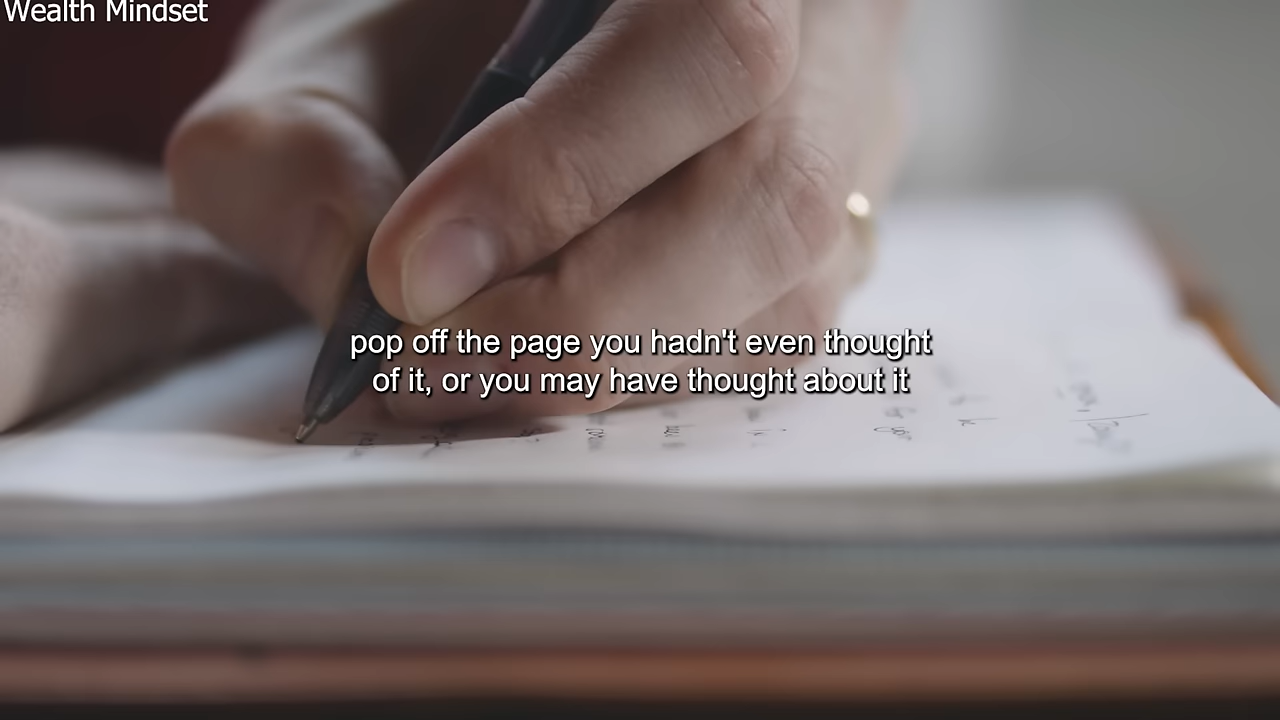 Wealth Mindset
pop off the page you hadn't even thought
of it, or you may have thought about it